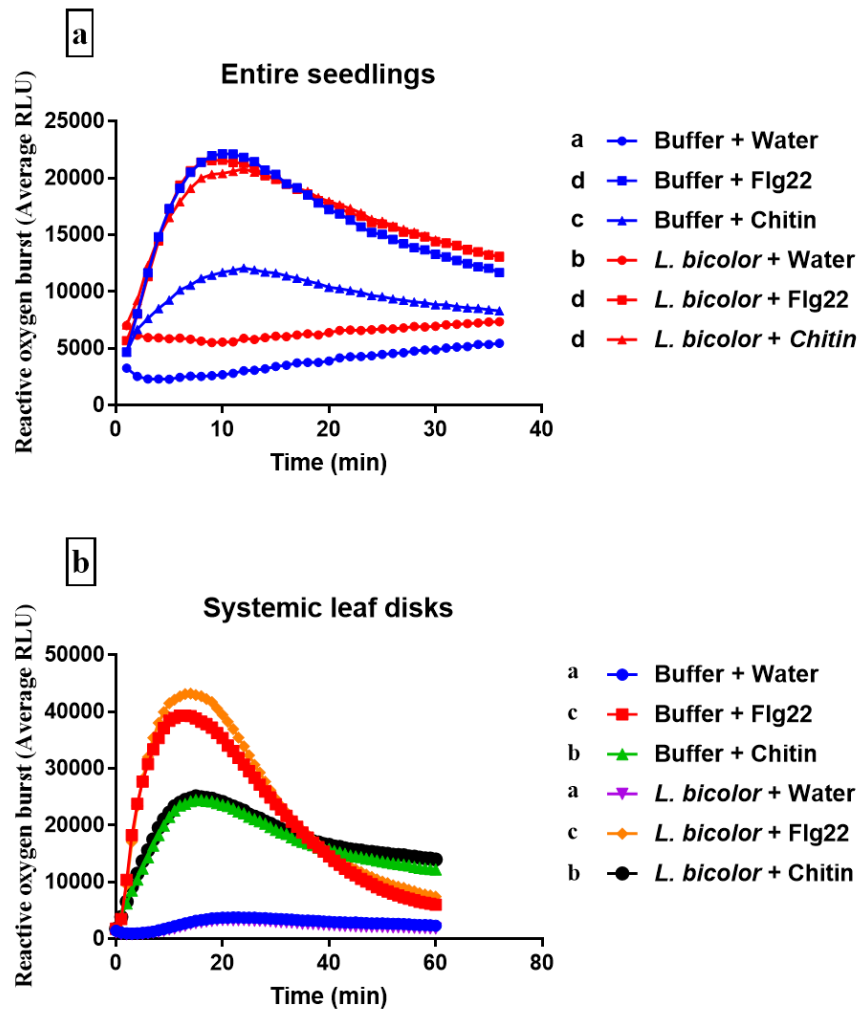 a
Entire seedlings
Reactive oxygen burst (Average RLU)
25000
20000
15000
10000
5000
0
0 10 20 30 40
Time (min)
a Buffer + Water
d Buffer + Flg22
c Buffer + Chitin
b L. bicolor + Water
d L. bicolor + Flg22
d L. bicolor + Chitin
b
Systemic leaf disks
Reactive oxygen burst (Average RLU)
50000
40000
30000
20000
10000
0
0 20 40 60 80
Time (min)
a Buffer + Water
c Buffer + Flg22
b Buffer + Chitin
a L. bicolor + Water
c L. bicolor + Flg22
b L. bicolor + Chitin